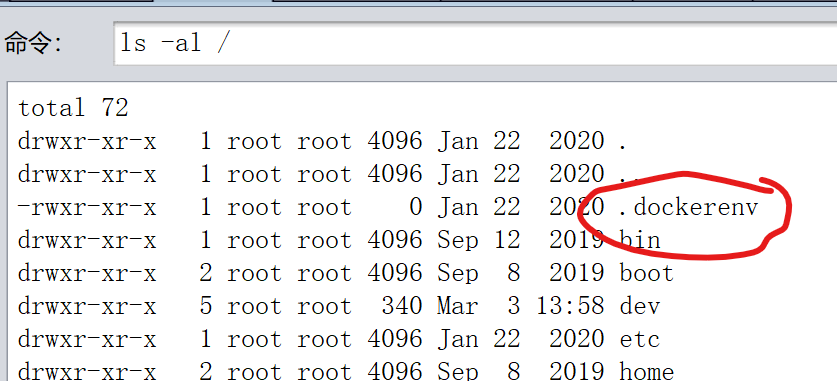 命令: ls -al /
total 72
drwxr-xr-x 1 root root 4096 Jan 22 2020 .
drwxr-xr-x 1 root root 4096 Jan 22 2020 ..
-rwxr-xr-x 1 root root 0 Jan 22 2020 .dockerenv
drwxr-xr-x 1 root root 4096 Sep 12 2019 bin
drwxr-xr-x 2 root root 4096 Sep 8 2019 boot
drwxr-xr-x 5 root root 340 Mar 3 13:58 dev
drwxr-xr-x 1 root root 4096 Jan 22 2020 etc
drwxr-xr-x 2 root root 4096 Sep 8 2019 home